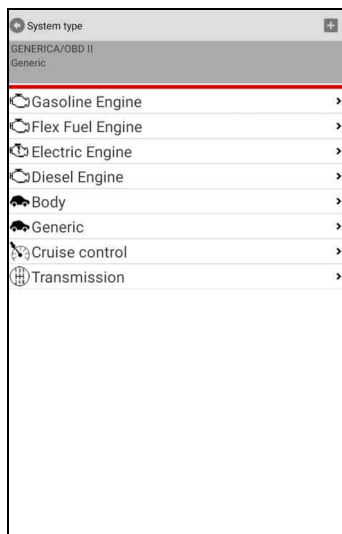 System type
GENERICA/OBD II
Generic
Gasoline Engine
Flex Fuel Engine
Electric Engine
Diesel Engine
Body
Generic
Cruise control
Transmission